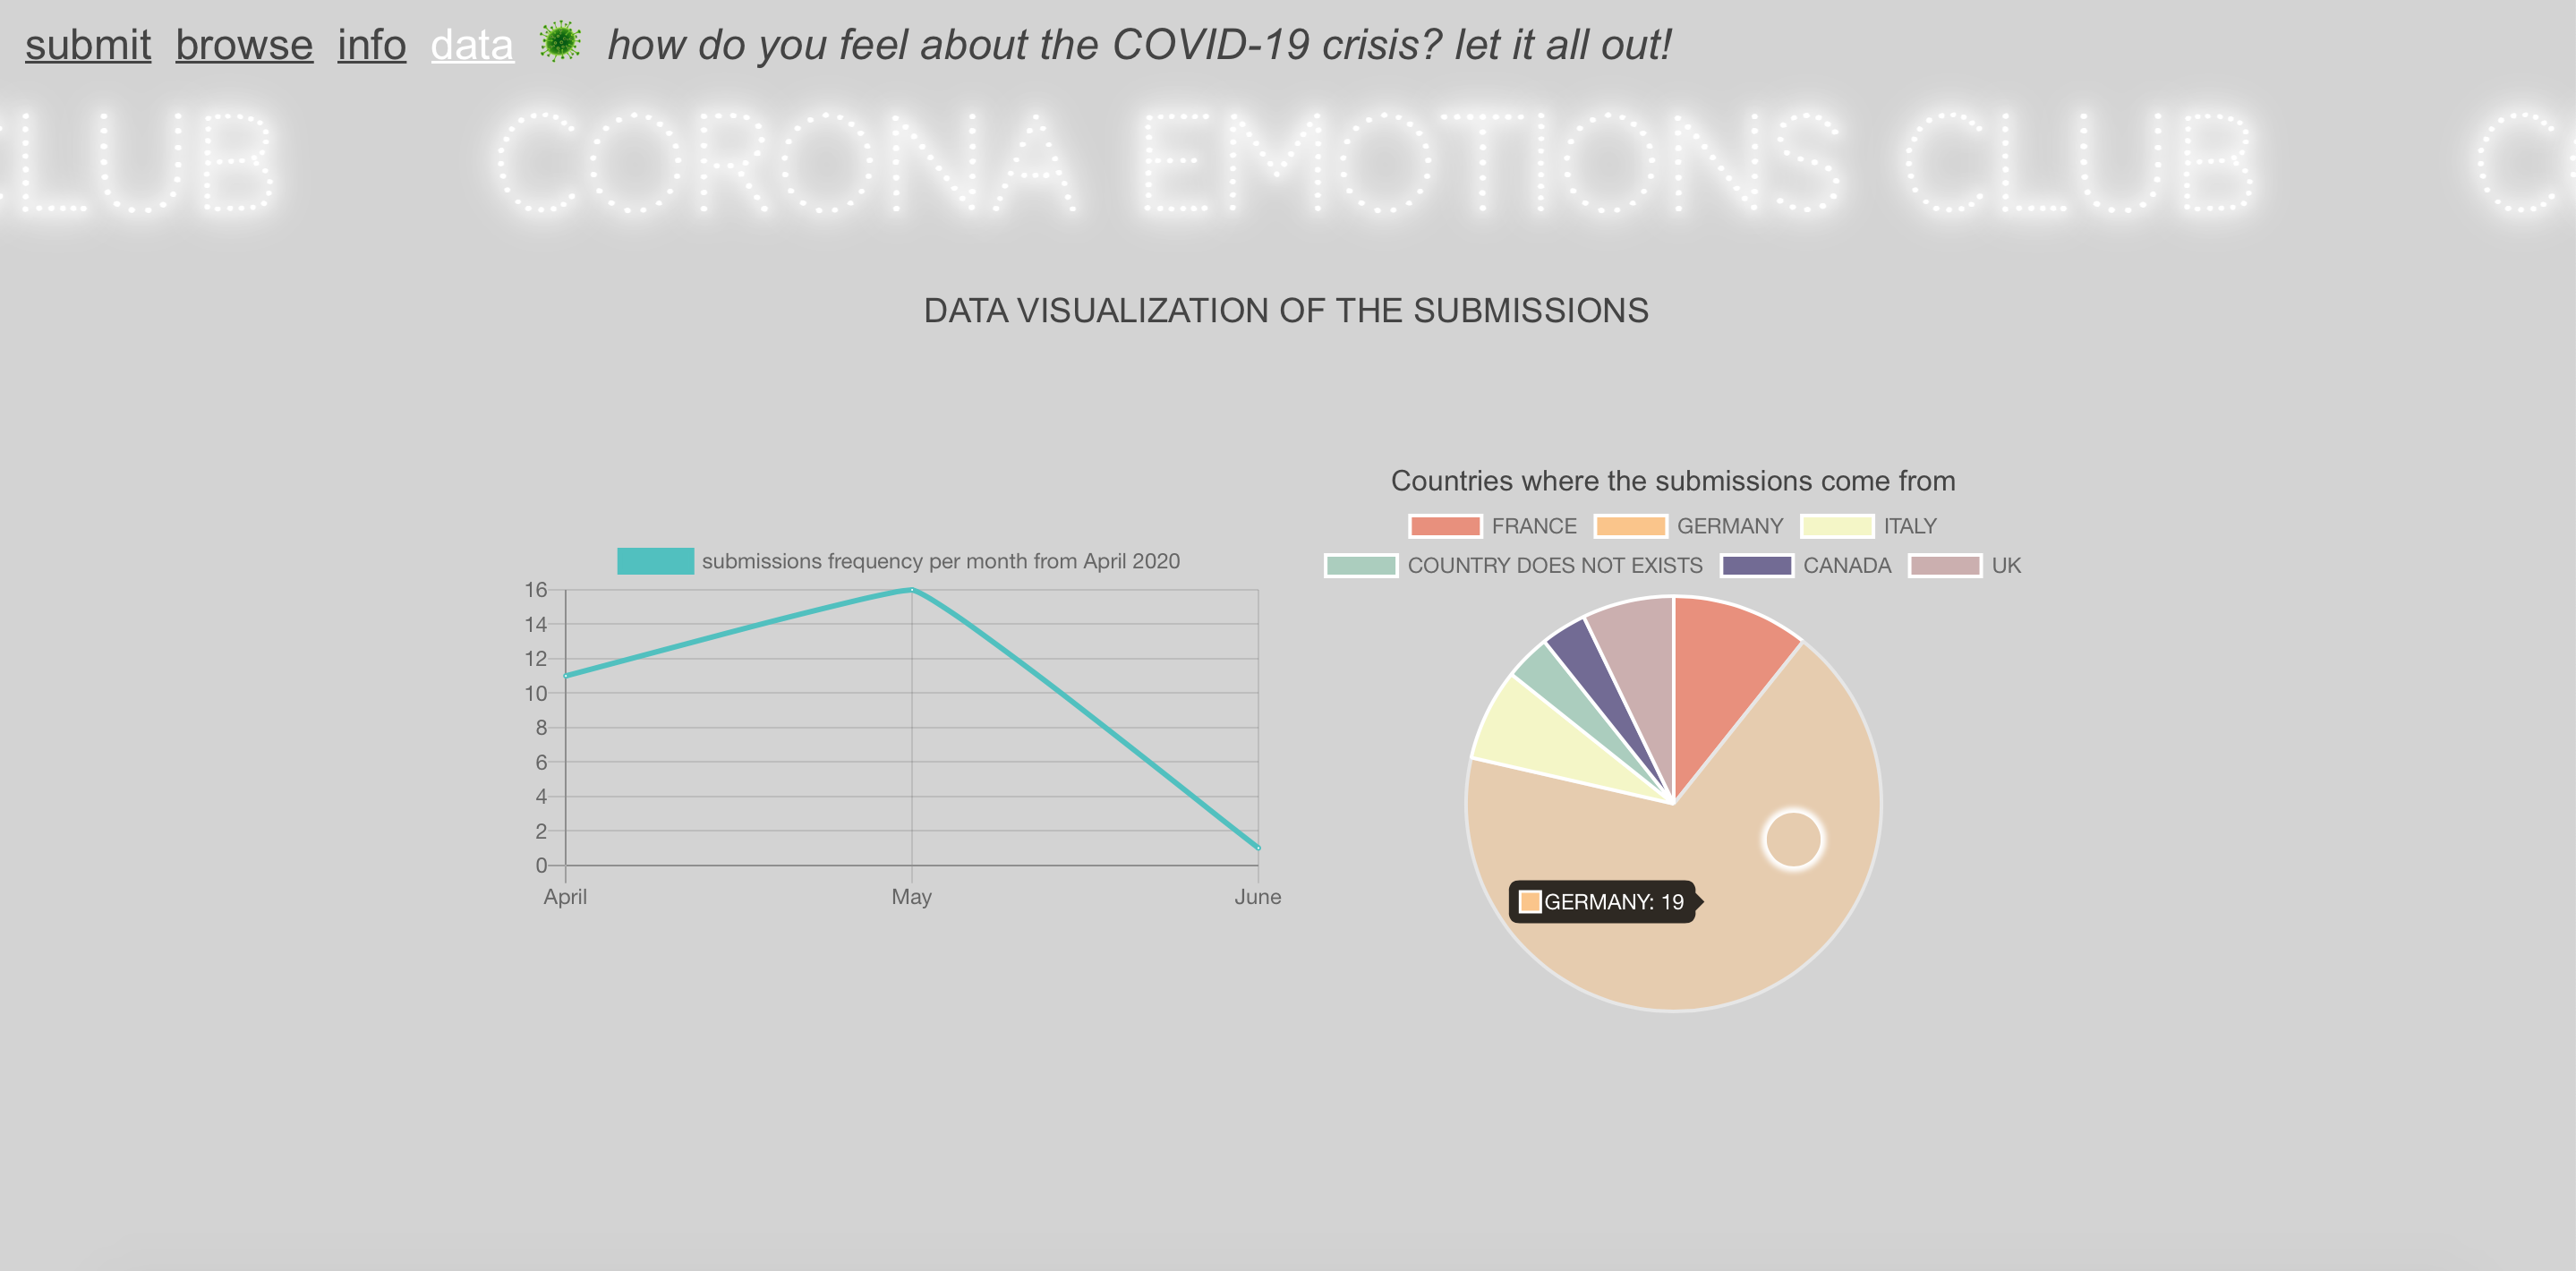 submit browse info data how do you feel about the COVID-19 crisis? let it all out!
CLUB CORONA EMOTIONS CLUB
DATA VISUALIZATION OF THE SUBMISSIONS
submissions frequency per month from April 2020
16
14
12
10
8
6
4
2
0
April May June
Countries where the submissions come from
FRANCE GERMANY ITALY
COUNTRY DOES NOT EXISTS CANADA UK
GERMANY: 19